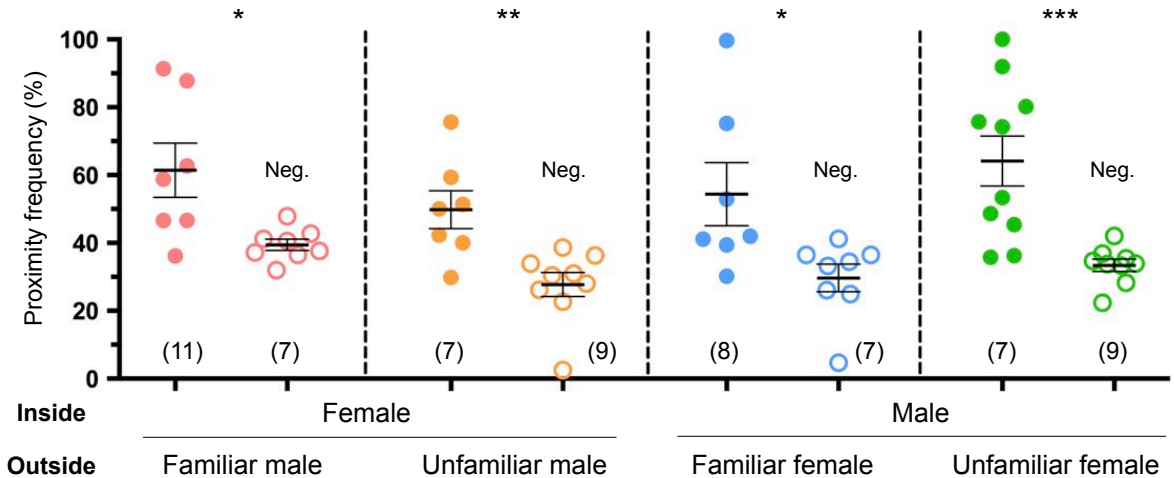 * ** * ***
Proximity frequency (%)
100
80
60
40
20
0
Neg. Neg. Neg. Neg.
(11) (7) (7) (9) (8) (7) (7) (9)
Inside Female Male
Outside Familiar male Unfamiliar male Familiar female Unfamiliar female